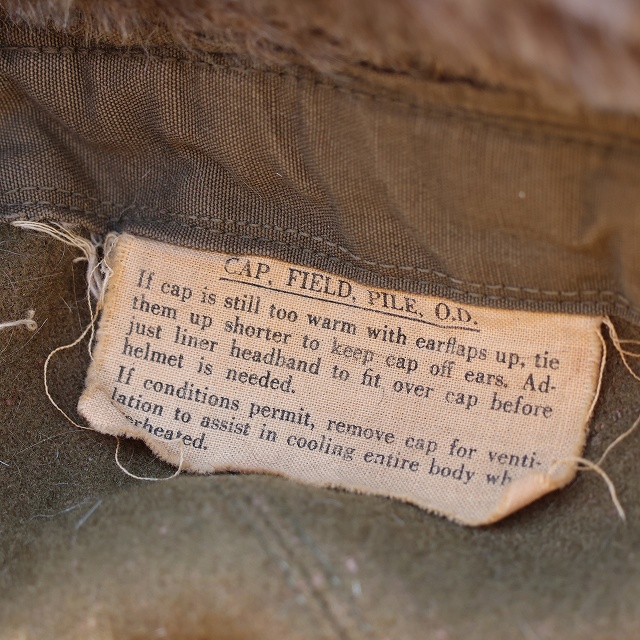 CAP, FIELD, PILE, O.D.
If cap is still too warm with earflaps up, tie
them up shorter to keep cap off ears. Ad-
just liner headband to fit over cap before
helmet is needed.
If conditions permit, remove cap for venti-
lation to assist in cooling entire body